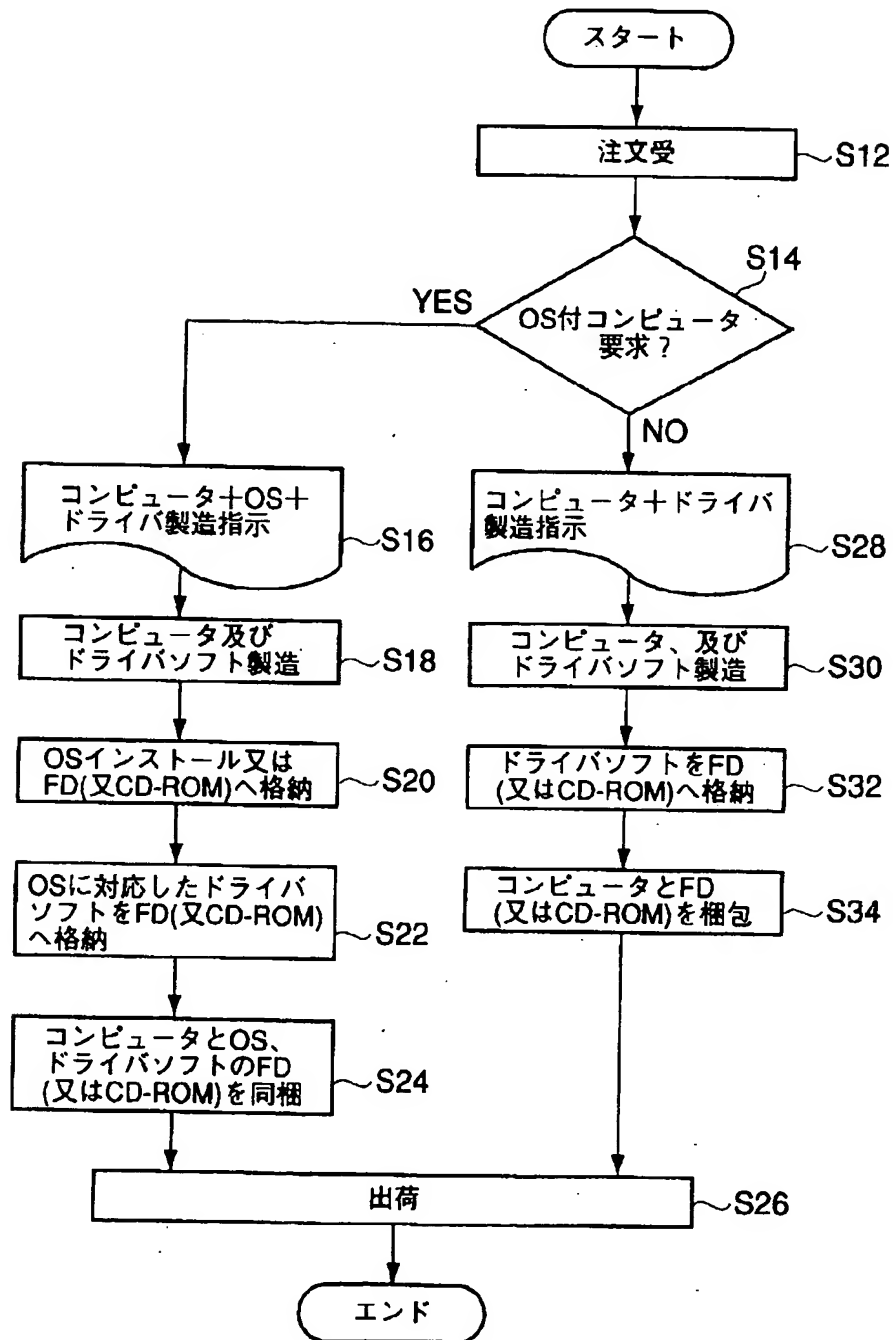 スタート
注文受
S12
S14
OS付コンピュータ
要求？
YES
NO
コンピュータ＋OS＋
ドライバ製造指示
S16
コンピュータ及び
ドライバソフト製造
S18
OSインストール又は
FD(又CD-ROM)へ格納
S20
OSに対応したドライバ
ソフトをFD(又CD-ROM)
へ格納
S22
コンピュータとOS、
ドライバソフトのFD
(又はCD-ROM)を同梱
S24
コンピュータ＋ドライバ
製造指示
S28
コンピュータ、及び
ドライバソフト製造
S30
ドライバソフトをFD
(又はCD-ROM)へ格納
S32
コンピュータとFD
(又はCD-ROM)を梱包
S34
出荷
S26
エンド